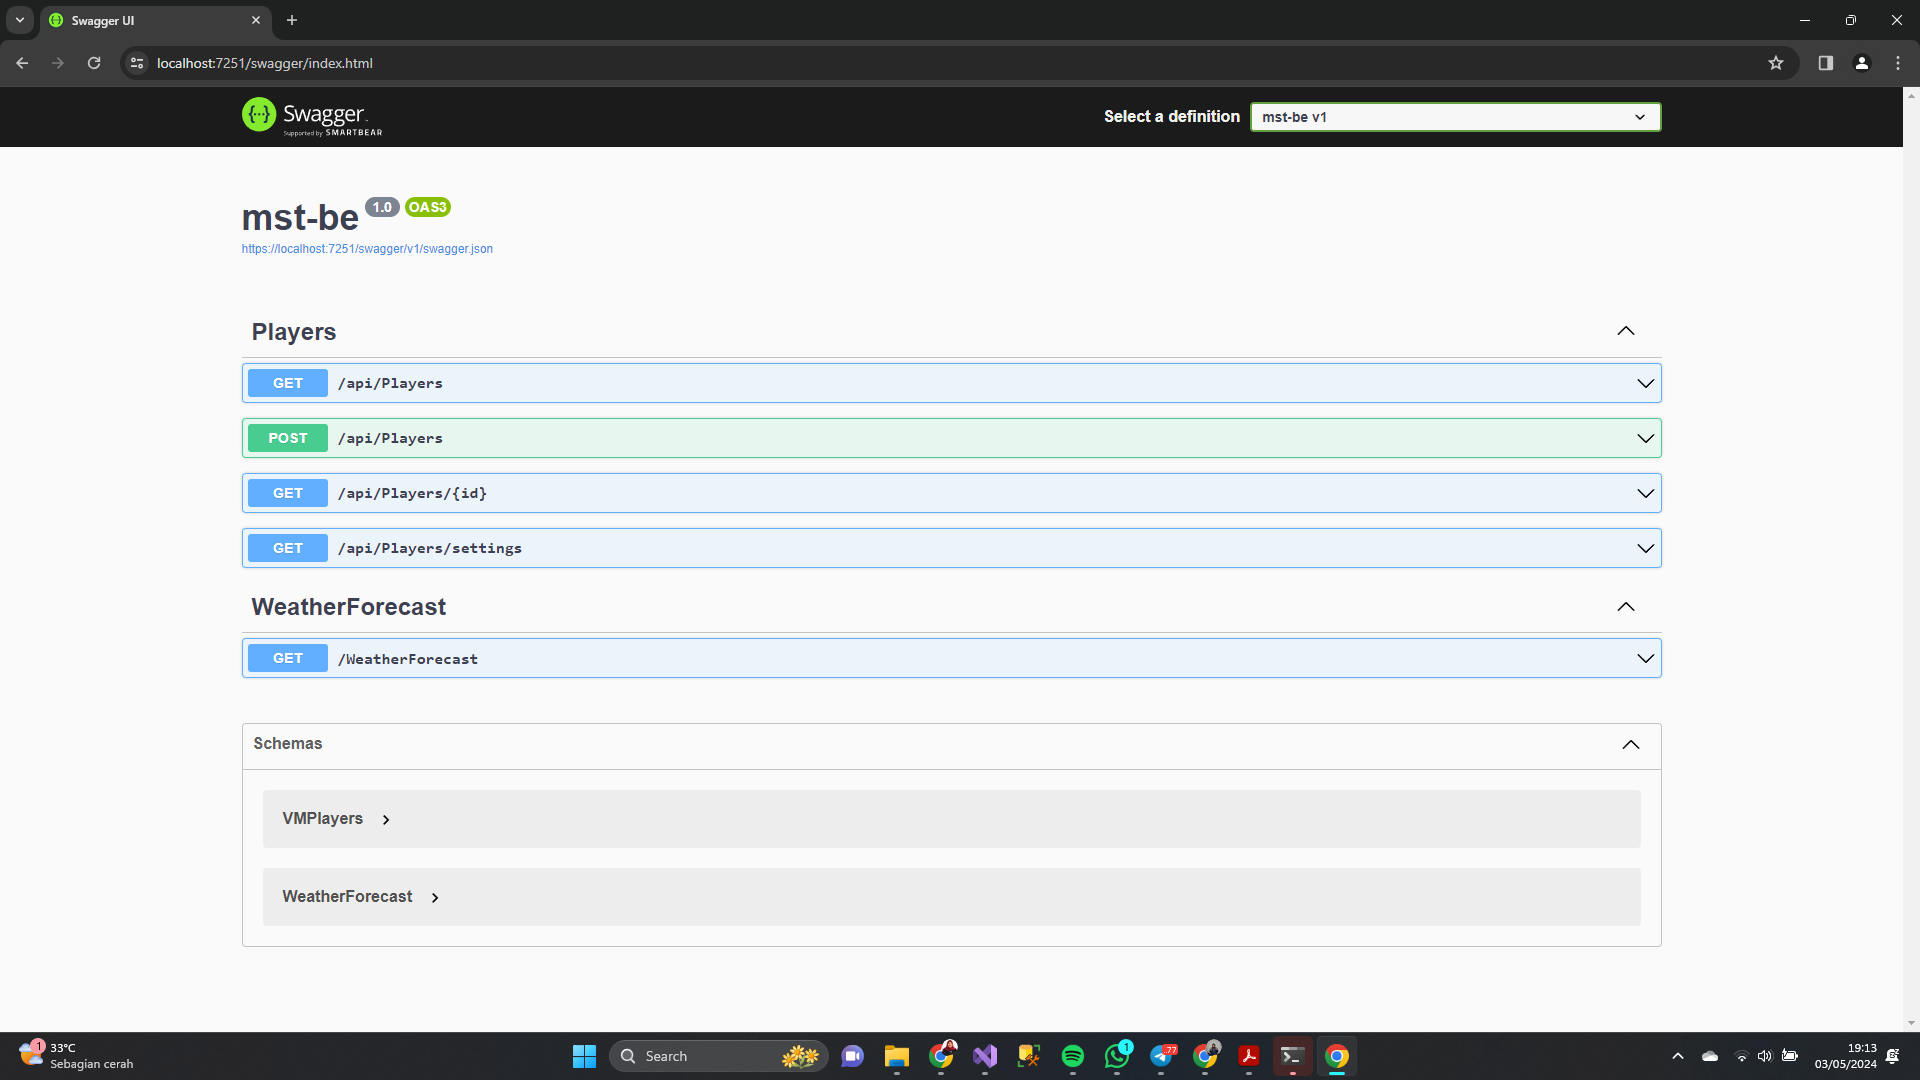 Swagger UI
localhost:7251/swagger/index.html
Swagger
Supported by SMARTBEAR
Select a definition
mst-be v1
mst-be 1.0 OAS3
https://localhost:7251/swagger/v1/swagger.json
Players
GET /api/Players
POST /api/Players
GET /api/Players/{id}
GET /api/Players/settings
WeatherForecast
GET /WeatherForecast
Schemas
VMPlayers
WeatherForecast
1
33°C
Sebagian cerah
Search
1
77
19:13
03/05/2024